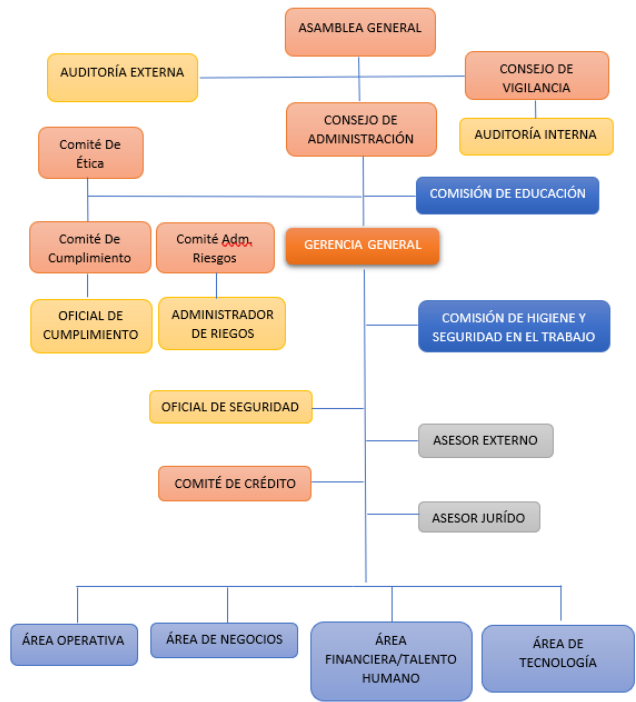 ASAMBLEA GENERAL
AUDITORÍA EXTERNA
CONSEJO DE
VIGILANCIA
CONSEJO DE
ADMINISTRACIÓN
AUDITORÍA INTERNA
Comité De
Ética
COMISIÓN DE EDUCACIÓN
Comité De
Cumplimiento
Comité Adm.
Riesgos
GERENCIA GENERAL
OFICIAL DE
CUMPLIMIENTO
ADMINISTRADOR
DE RIEGOS
COMISIÓN DE HIGIENE Y
SEGURIDAD EN EL TRABAJO
OFICIAL DE SEGURIDAD
ASESOR EXTERNO
COMITÉ DE CRÉDITO
ASESOR JURÍDO
ÁREA OPERATIVA
ÁREA DE NEGOCIOS
ÁREA
FINANCIERA/TALENTO
HUMANO
ÁREA DE
TECNOLOGÍA